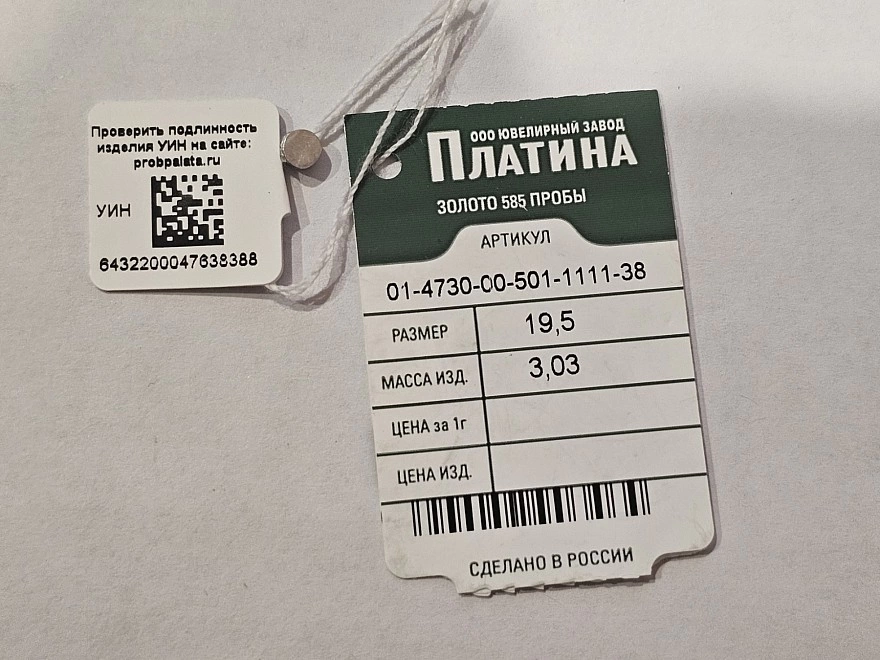 Проверить подлинность
изделия УИН на сайте:
probpalata.ru
УИН
6432200047638388
ООО ЮВЕЛИРНЫЙ ЗАВОД
ПЛАТИНА
ЗОЛОТО 585 ПРОБЫ
АРТИКУЛ
01-4730-00-501-1111-38
РАЗМЕР 19,5
МАССА ИЗД. 3,03
ЦЕНА за 1г
ЦЕНА ИЗД.
СДЕЛАНО В РОССИИ